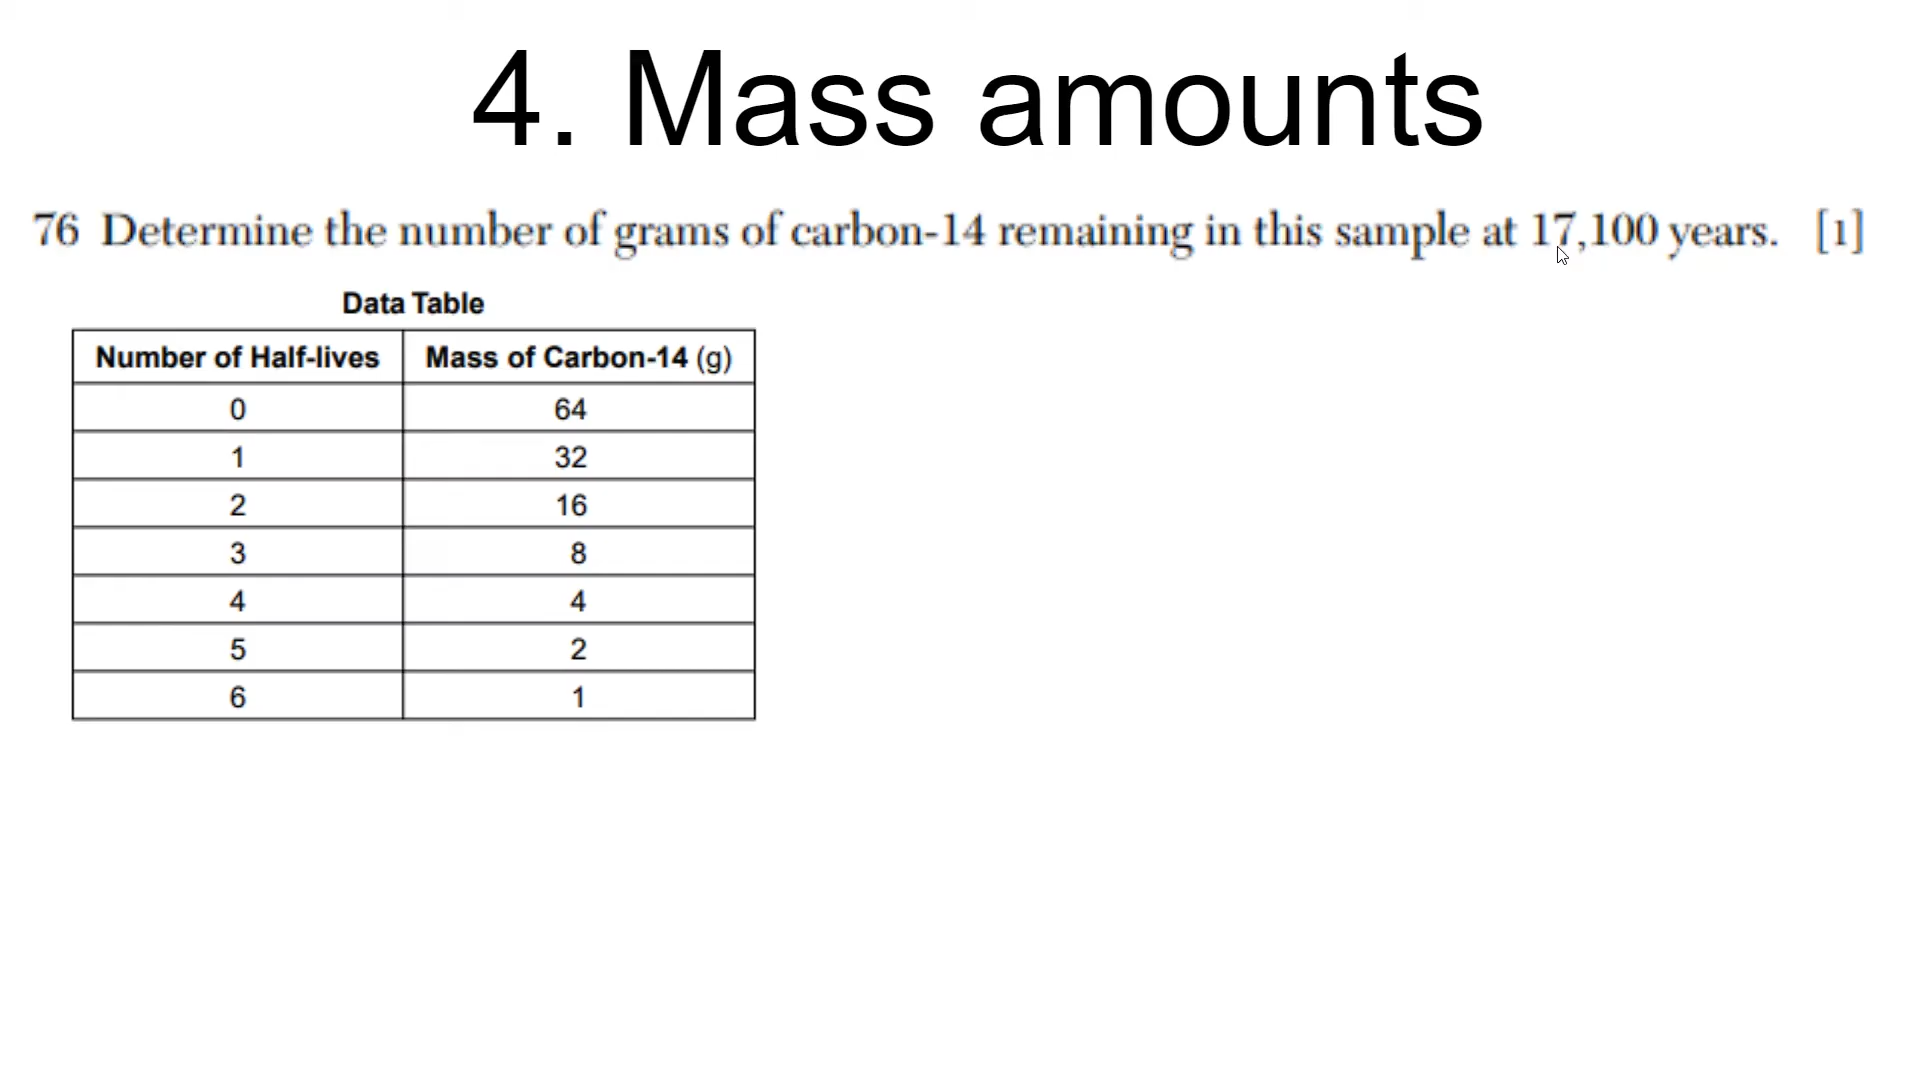 4. Mass amounts
76 Determine the number of grams of carbon-14 remaining in this sample at 17,100 years. [1]
Data Table
Number of Half-lives Mass of Carbon-14 (g)
0 64
1 32
2 16
3 8
4 4
5 2
6 1